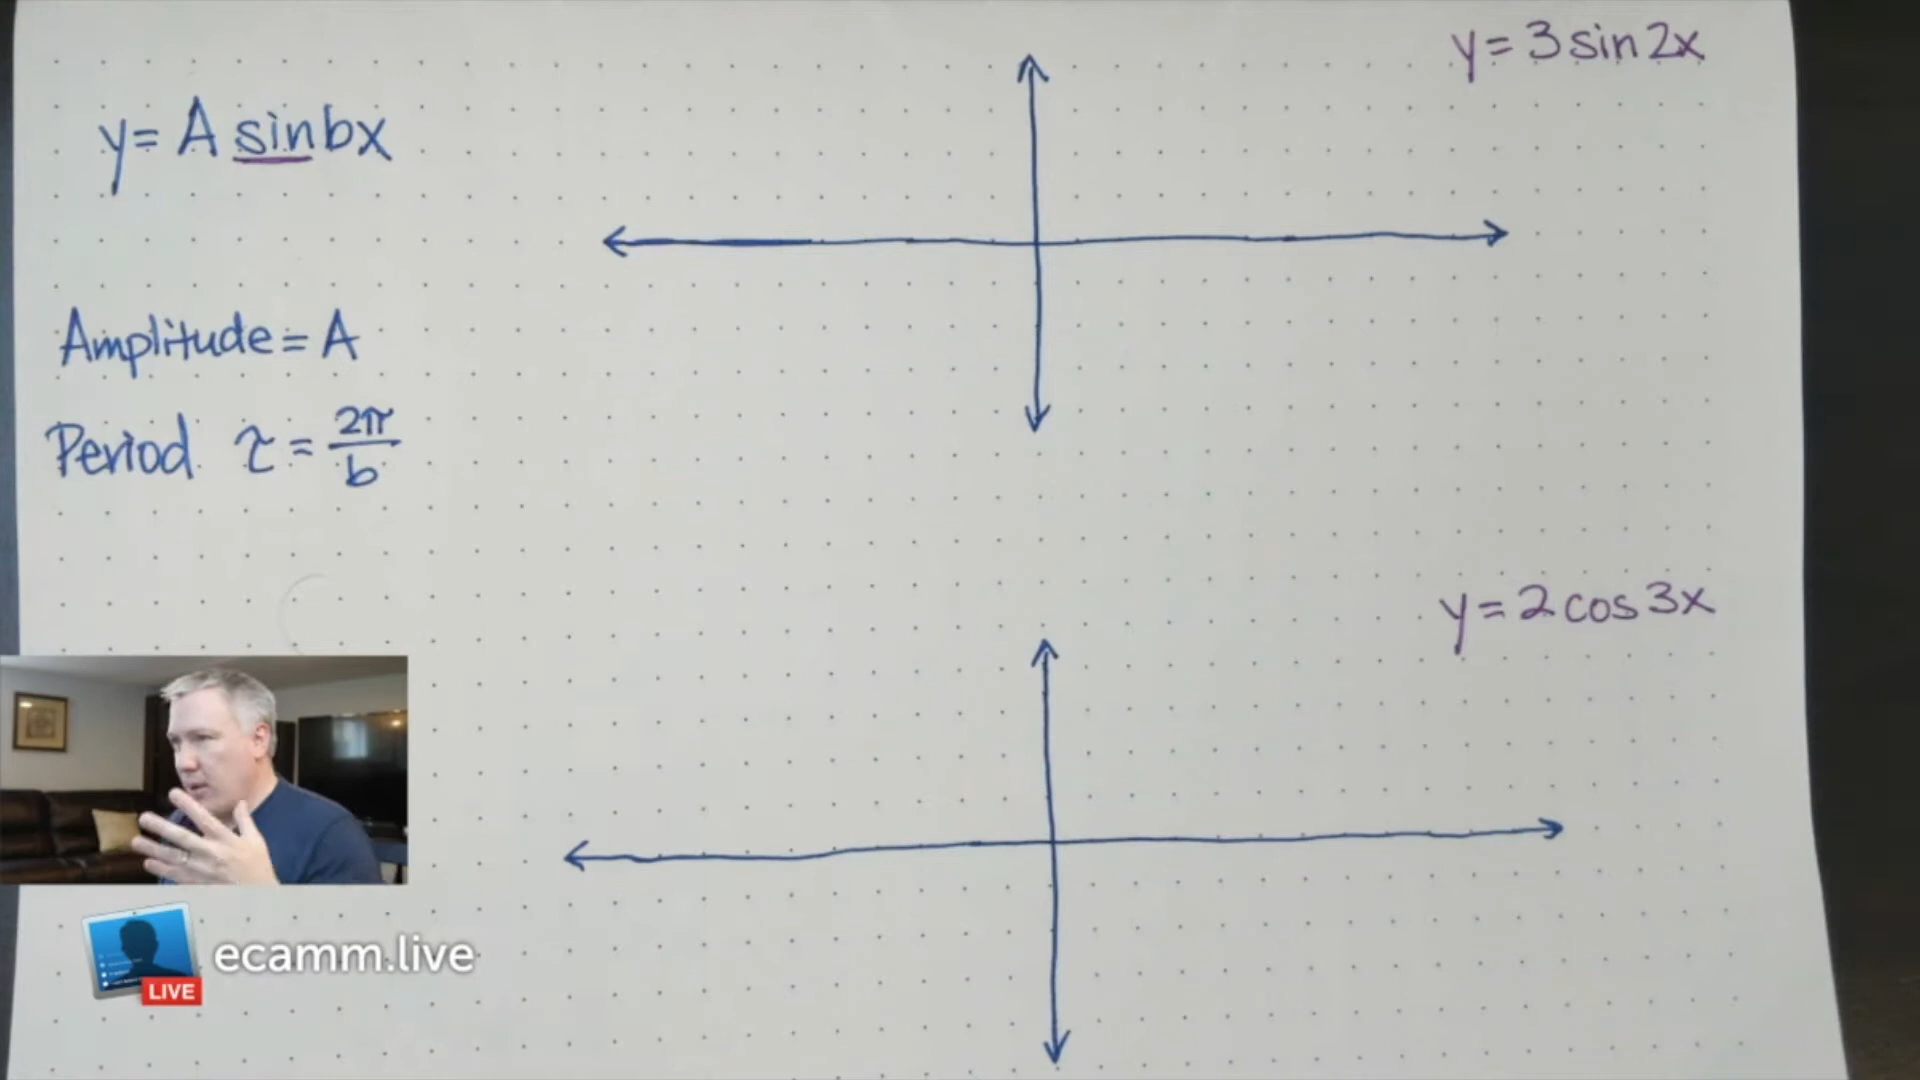 y = 3 sin 2x
y = A sin bx
Amplitude = A
Period τ = 2π/b
y = 2 cos 3x
ecamm.live
LIVE